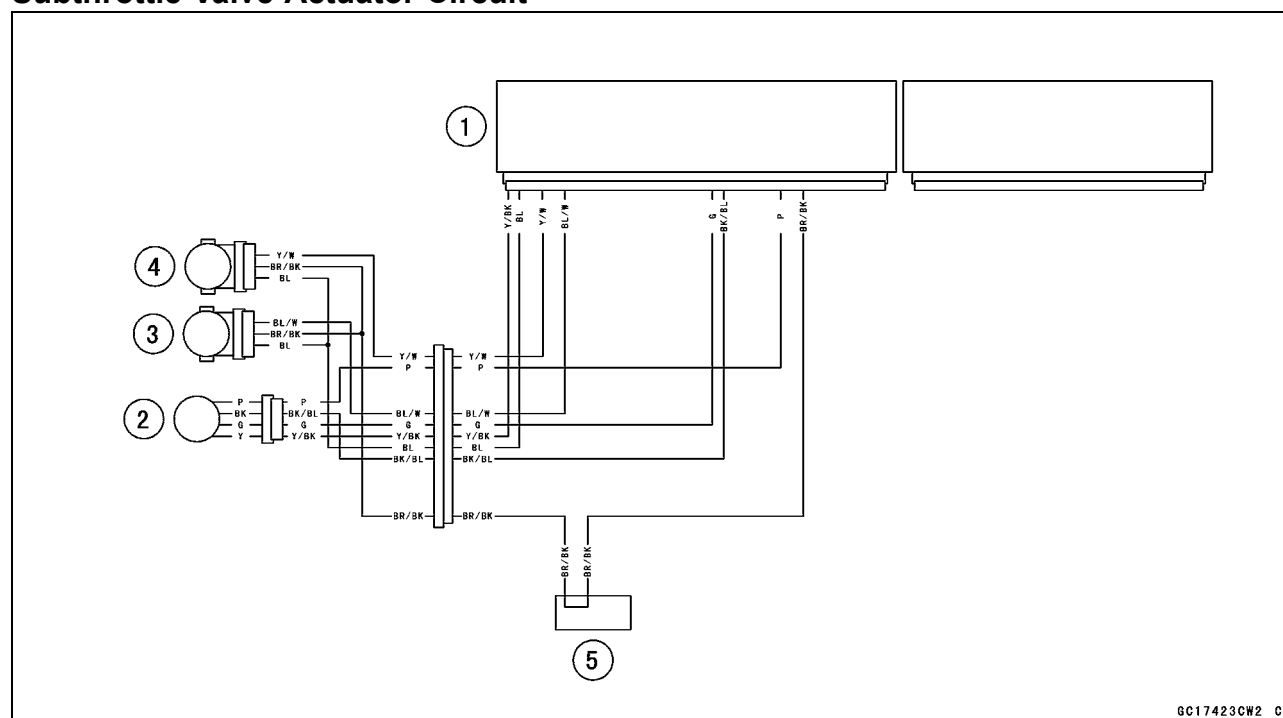 Subthrottle Valve Actuator Circuit
1
Y/BK BL Y/W BL/W G BK/BL P BR/BK
4
Y/W
BR/BK
BL
3
BL/W
BR/BK
BL
Y/W Y/W
P P
2
P P
BK BK/BL
G G
Y Y/BK
BL/W BL/W
G G
Y/BK Y/BK
BL BL
BK/BL BK/BL
BR/BK BR/BK
BR/BK BR/BK
5
GC17423CW2 C